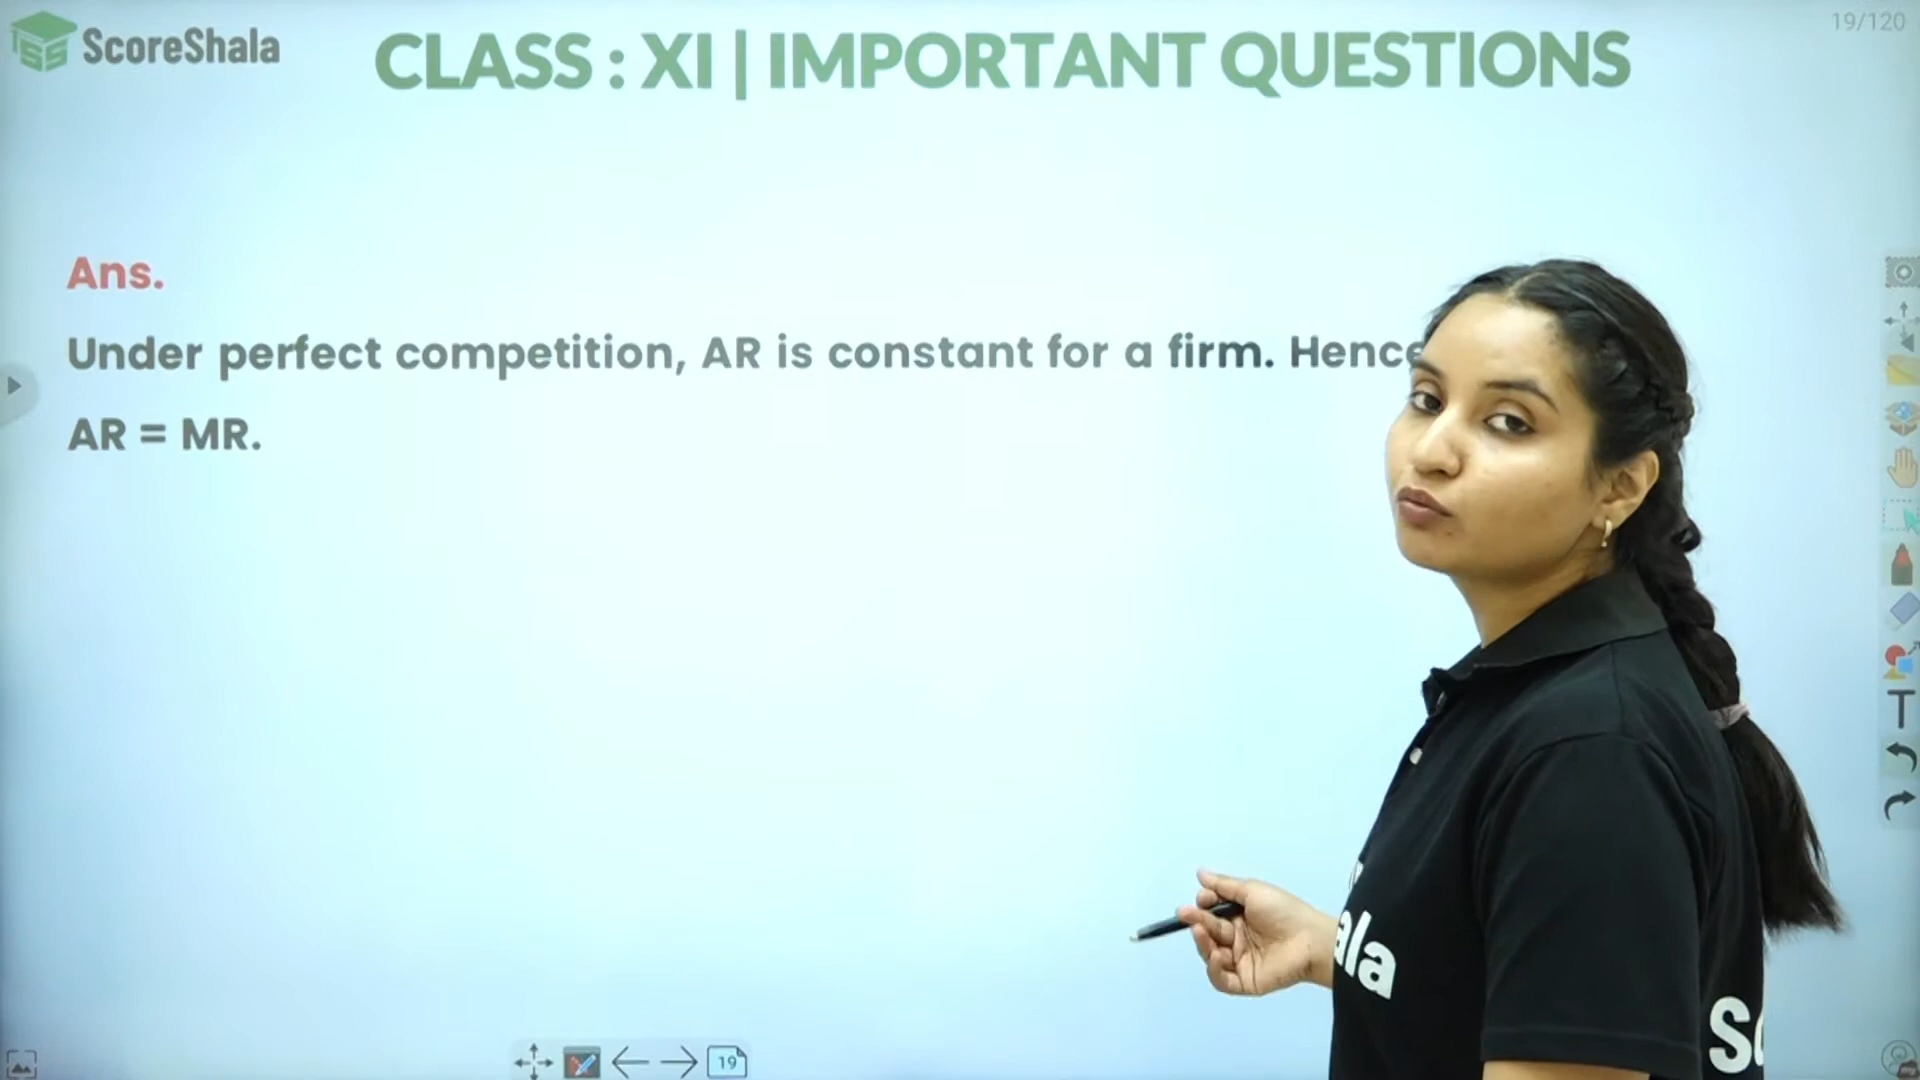 ScoreShala
CLASS : XI | IMPORTANT QUESTIONS
19/120
Ans.
Under perfect competition, AR is constant for a firm. Hence
AR = MR.
ala
19